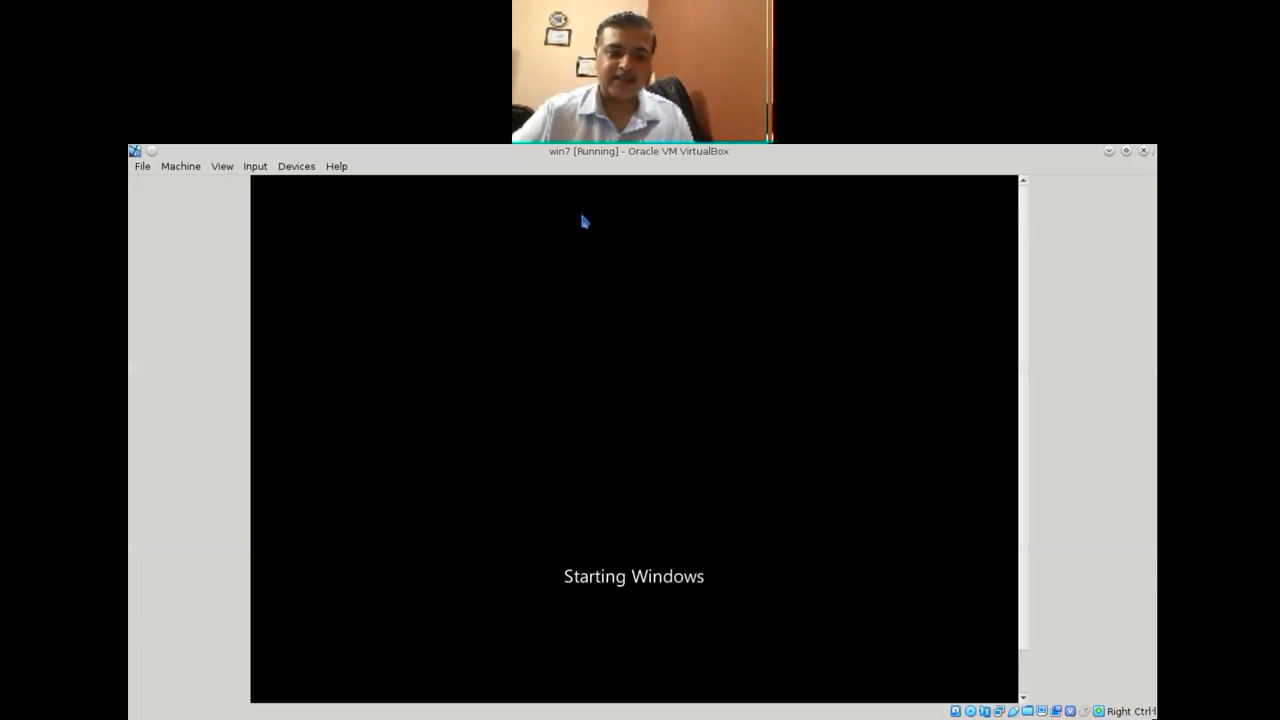 win7 [Running] - Oracle VM VirtualBox
File Machine View Input Devices Help
Starting Windows
Right Ctrl